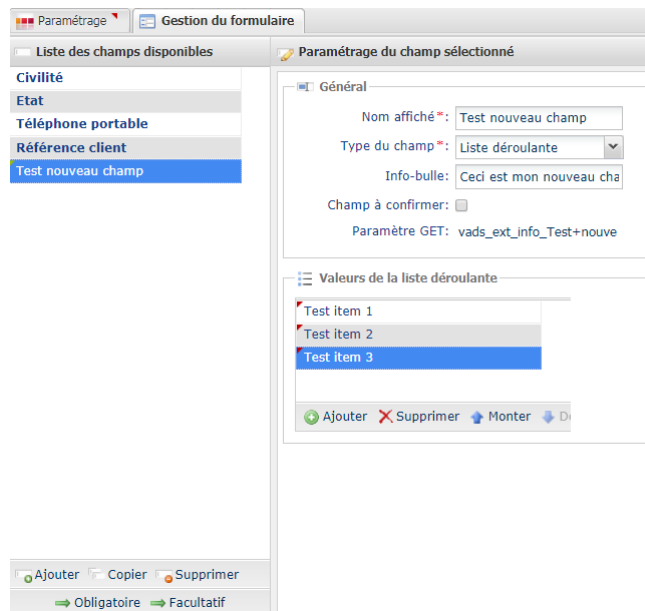 Paramétrage Gestion du formulaire
Liste des champs disponibles
Civilité
Etat
Téléphone portable
Référence client
Test nouveau champ
Ajouter Copier Supprimer
Obligatoire Facultatif
Paramétrage du champ sélectionné
Général
Nom affiché*: Test nouveau champ
Type du champ*: Liste déroulante
Info-bulle: Ceci est mon nouveau cha
Champ à confirmer:
Paramètre GET: vads_ext_info_Test+nouve
Valeurs de la liste déroulante
Test item 1
Test item 2
Test item 3
Ajouter Supprimer Monter